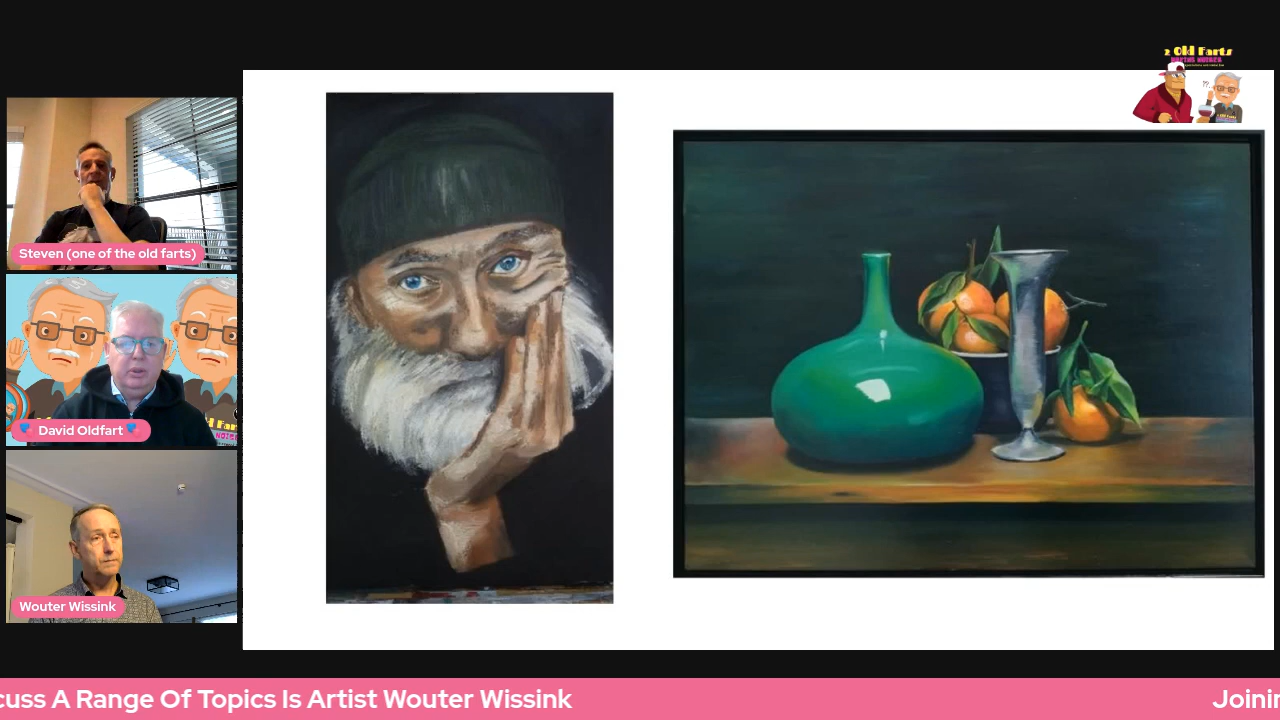 2 Old Farts
Steven (one of the old farts)
David Oldfart
Wouter Wissink
cuss A Range Of Topics Is Artist Wouter Wissink
Joinin